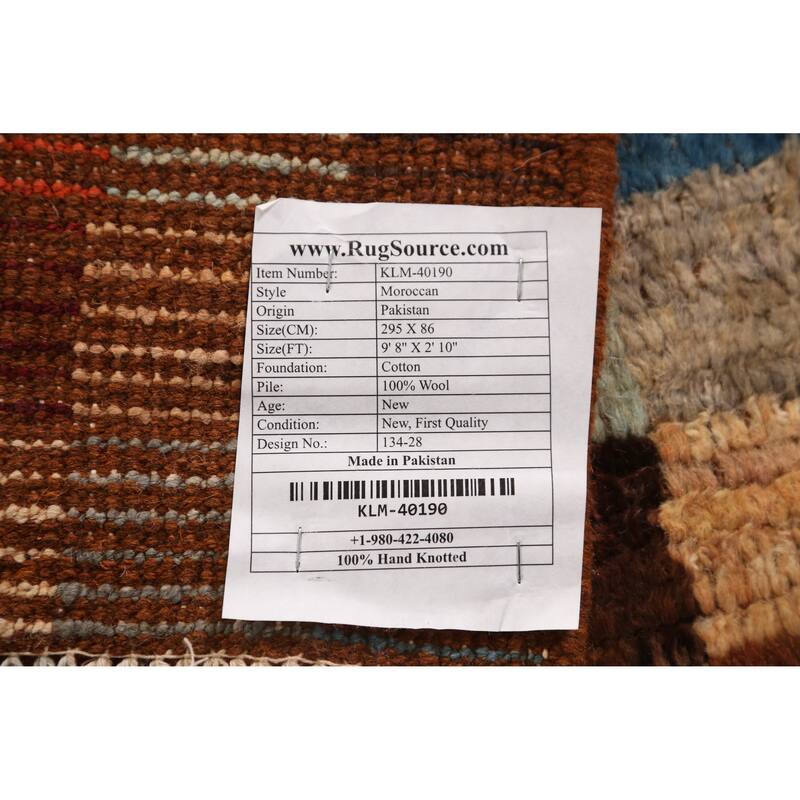 www.RugSource.com
Item Number: KLM-40190
Style Moroccan
Origin Pakistan
Size(CM): 295 X 86
Size(FT): 9' 8" X 2' 10"
Foundation: Cotton
Pile: 100% Wool
Age: New
Condition: New, First Quality
Design No.: 134-28
Made in Pakistan
KLM-40190
+1-980-422-4080
100% Hand Knotted